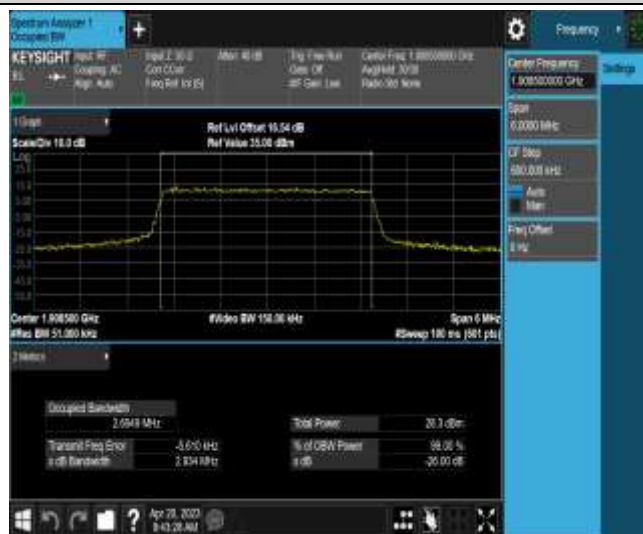 Spectrum Analyzer 1
Occupied BW
+
Frequency
KEYSIGHT
Input: RF
Coupling: AC
Align: Auto
Input Z: 50 Ω
Corr CCorr
Freq Ref: Int (S)
Atten: 40 dB
Trig: Free Run
Gate: Off
#IF Gain: Low
Center Freq: 1.908500000 GHz
Avg|Hold: 30/30
Radio Std: None
Center Frequency
1.908500000 GHz
Settings
Span
6.0000 MHz
CF Step
600.000 kHz
Auto
Man
Freq Offset
0 Hz
1 Graph
Scale/Div 10.0 dB
Ref Lvl Offset 16.54 dB
Ref Value 35.00 dBm
Log
Center 1.908500 GHz
#Res BW 51.000 kHz
#Video BW 150.00 kHz
Span 6 MHz
#Sweep 100 ms (601 pts)
2 Metrics
Occupied Bandwidth
2.6949 MHz
Total Power
28.3 dBm
Transmit Freq Error
-5.610 kHz
% of OBW Power
99.00 %
x dB Bandwidth
2.934 MHz
x dB
-26.00 dB
?
Apr 20, 2023